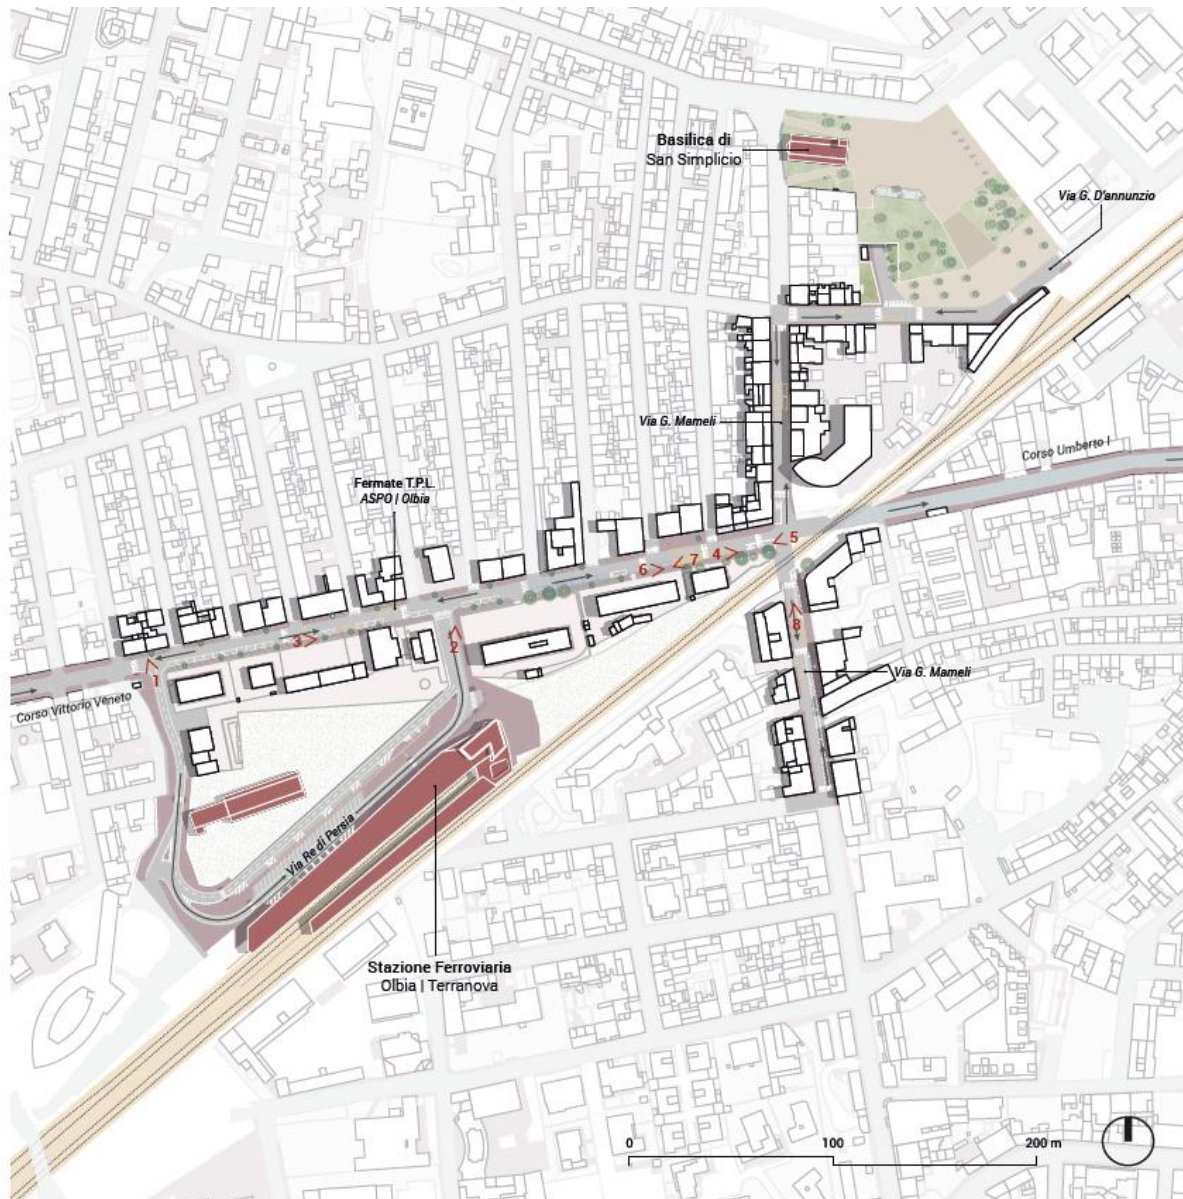 Basilica di
San Simplicio
Via G. D'annunzio
Via G. Mameli
Corso Umberto I
Fermate T.P.L.
ASPO | Olbia
5
4
7
6
3
2
8
1
Via G. Mameli
Corso Vittorio Veneto
Via Re di Persia
Stazione Ferroviaria
Olbia | Terranova
0 100 200 m